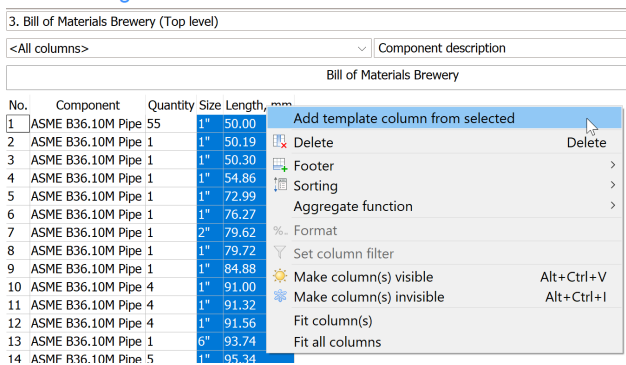 3. Bill of Materials Brewery (Top level)
<All columns>
Component description
Bill of Materials Brewery
No. Component Quantity Size Length, mm
1 ASME B36.10M Pipe 55 1" 50.00
2 ASME B36.10M Pipe 1 1" 50.19
3 ASME B36.10M Pipe 1 1" 50.30
4 ASME B36.10M Pipe 1 1" 54.86
5 ASME B36.10M Pipe 1 1" 72.99
6 ASME B36.10M Pipe 1 1" 76.27
7 ASME B36.10M Pipe 1 2" 79.62
8 ASME B36.10M Pipe 1 1" 79.72
9 ASME B36.10M Pipe 1 1" 84.88
10 ASME B36.10M Pipe 4 1" 91.00
11 ASME B36.10M Pipe 4 1" 91.32
12 ASME B36.10M Pipe 4 1" 91.56
13 ASME B36.10M Pipe 1 6" 93.74
14 ASME B36.10M Pipe 5 1" 95.34
Add template column from selected
Delete Delete
Footer
Sorting
Aggregate function
%.. Format
Set column filter
Make column(s) visible Alt+Ctrl+V
Make column(s) invisible Alt+Ctrl+I
Fit column(s)
Fit all columns